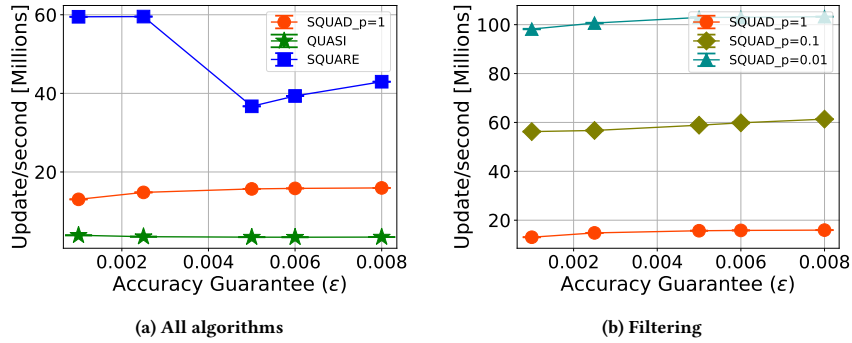 60
40
20
Update/second [Millions]
SQUAD_p=1
QUASI
SQUARE
0.002
0.004
0.006
0.008
Accuracy Guarantee (ε)
(a) All algorithms
100
80
60
40
20
Update/second [Millions]
SQUAD_p=1
SQUAD_p=0.1
SQUAD_p=0.01
0.002
0.004
0.006
0.008
Accuracy Guarantee (ε)
(b) Filtering